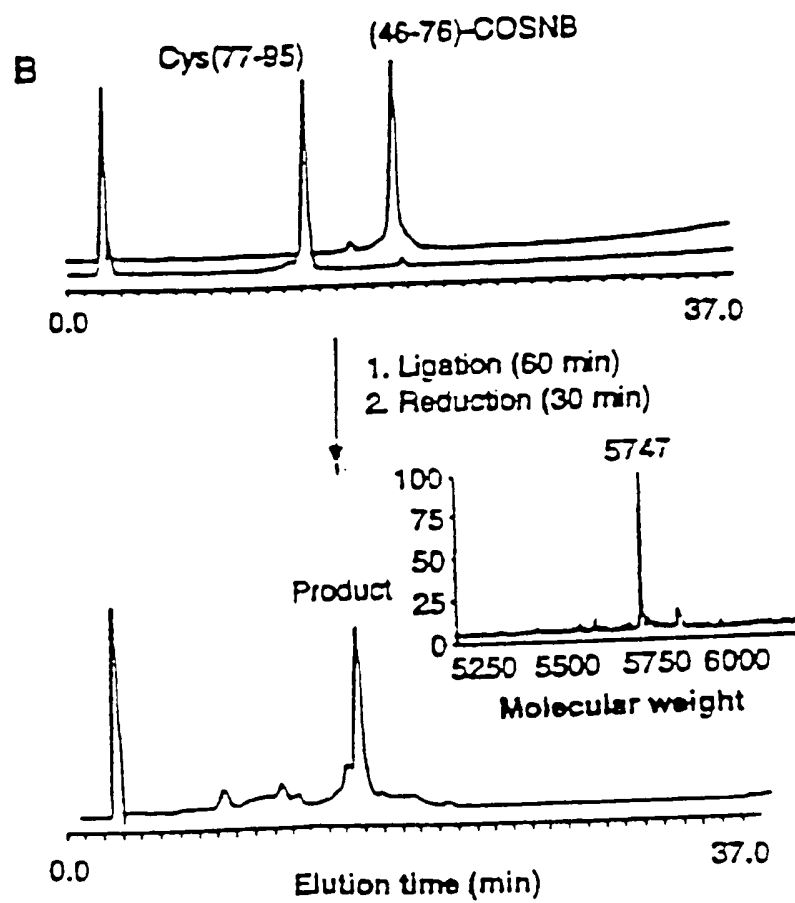 B
Cys(77-95)
(46-76)-COSNB
0.0
37.0
1. Ligation (60 min)
2. Reduction (30 min)
5747
100
75
50
25
0
5250 5500 5750 6000
Molecular weight
Product
0.0
37.0
Elution time (min)